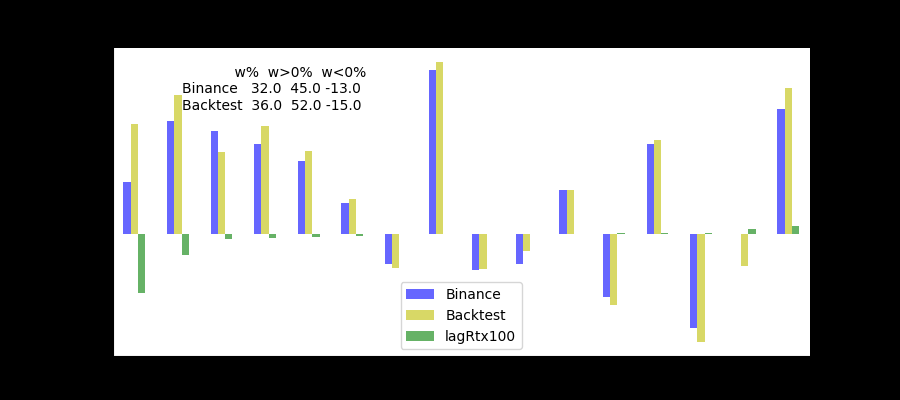 w% w>0% w<0%
Binance 32.0 45.0 -13.0
Backtest 36.0 52.0 -15.0
Binance
Backtest
lagRtx100